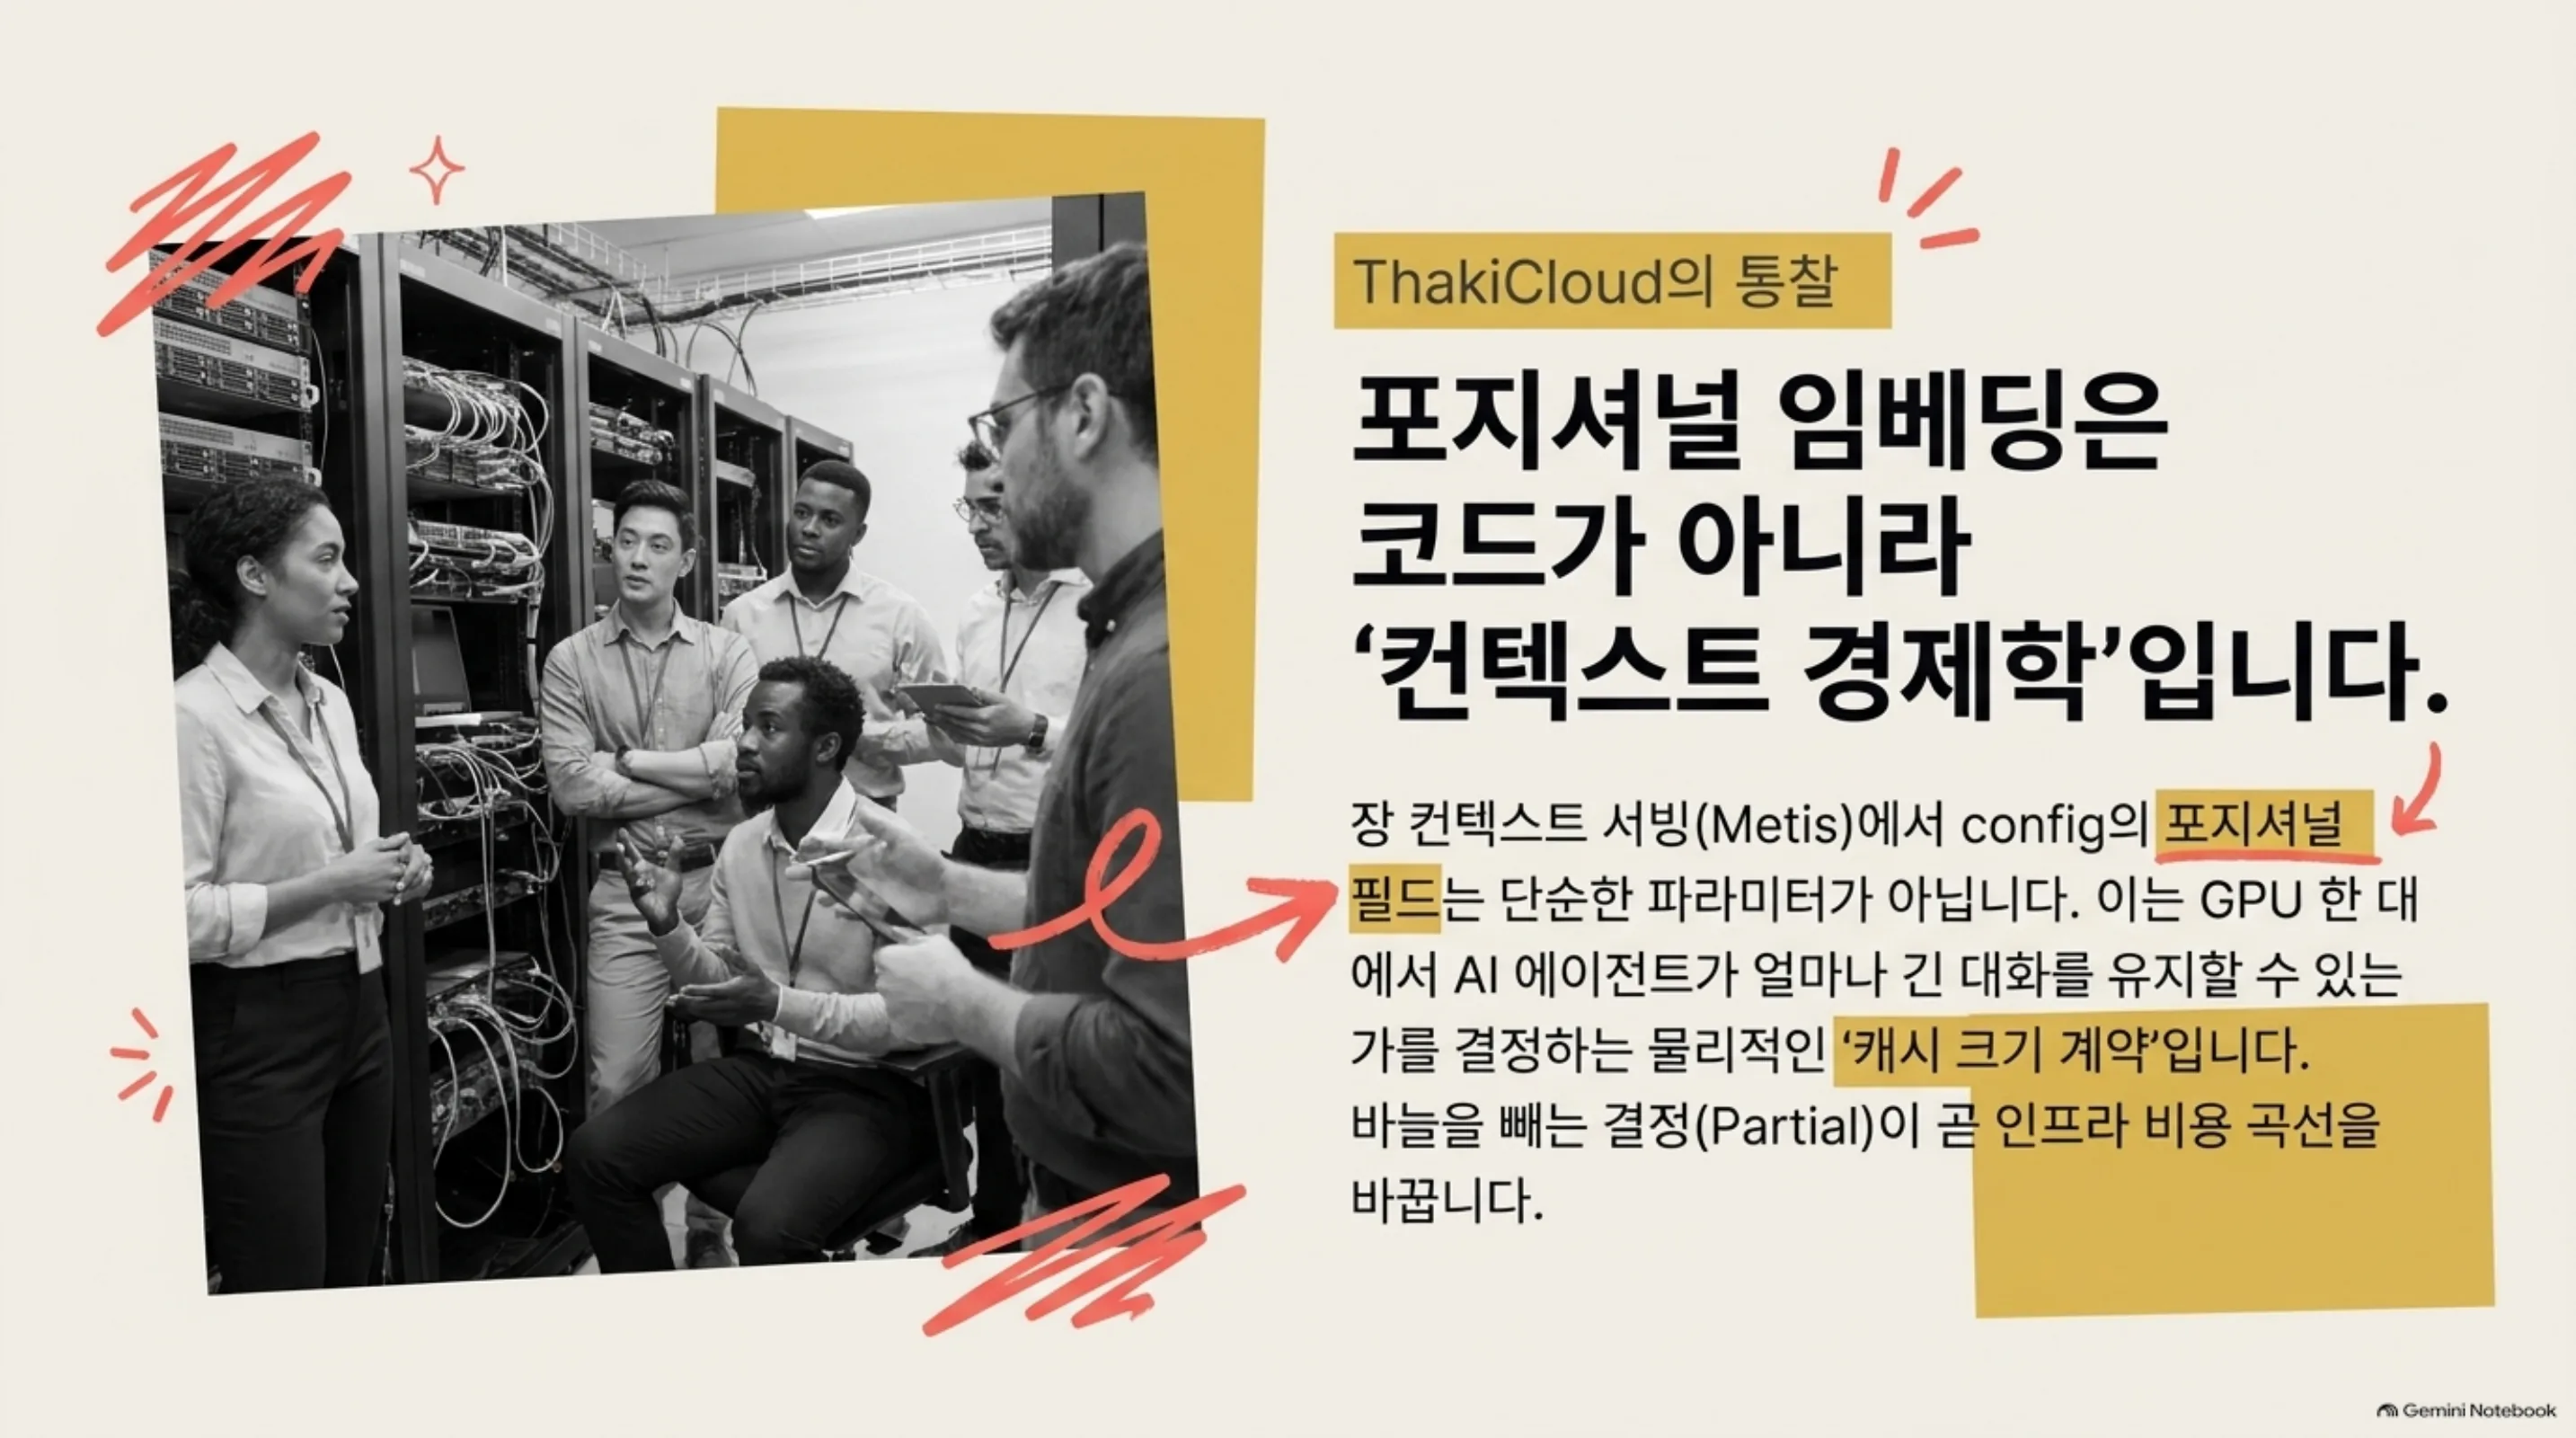 ThakiCloud의 통찰
포지셔널 임베딩은
코드가 아니라
‘컨텍스트 경제학’입니다.
장 컨텍스트 서빙(Metis)에서 config의 포지셔널
필드는 단순한 파라미터가 아닙니다. 이는 GPU 한 대
에서 AI 에이전트가 얼마나 긴 대화를 유지할 수 있는
가를 결정하는 물리적인 ‘캐시 크기 계약’입니다.
바늘을 빼는 결정(Partial)이 곧 인프라 비용 곡선을
바꿉니다.
Gemini Notebook